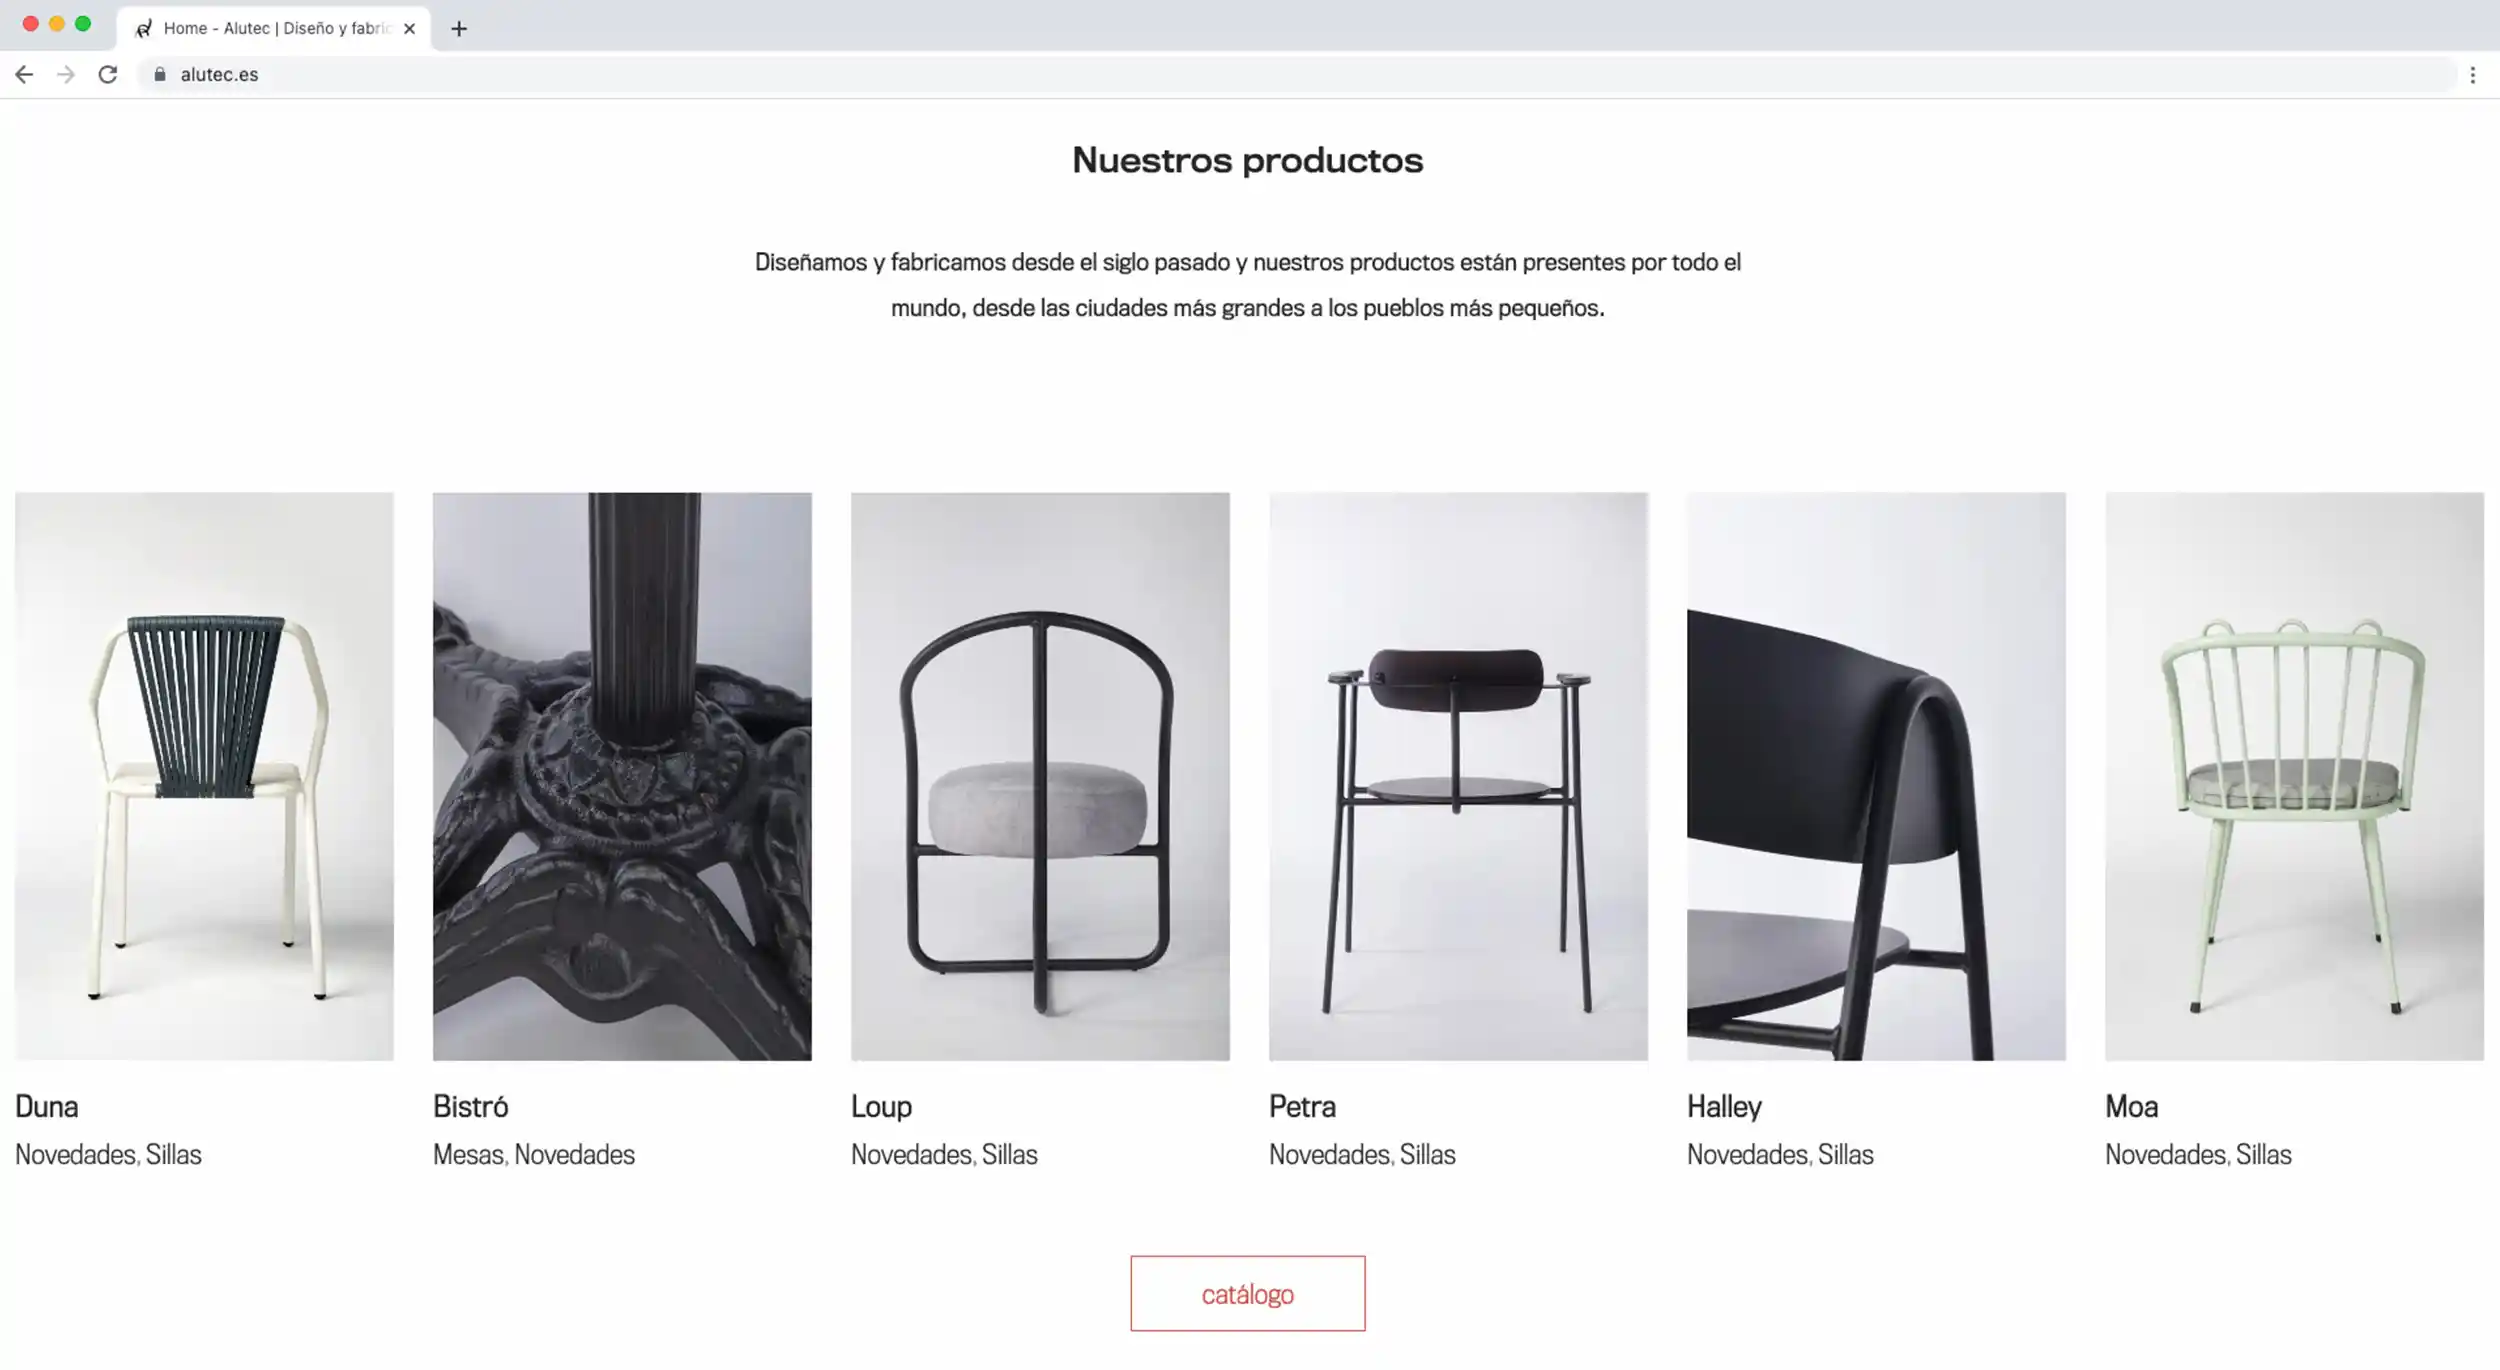 Home - Alutec | Diseño y fabric
alutec.es
Nuestros productos
Diseñamos y fabricamos desde el siglo pasado y nuestros productos están presentes por todo el
mundo, desde las ciudades más grandes a los pueblos más pequeños.
Duna
Novedades, Sillas
Bistró
Mesas, Novedades
Loup
Novedades, Sillas
Petra
Novedades, Sillas
Halley
Novedades, Sillas
Moa
Novedades, Sillas
catálogo